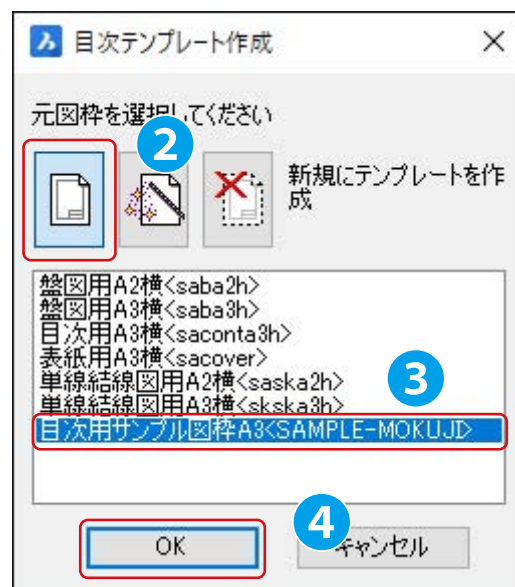 目次テンプレート作成
元図枠を選択してください
2
新規にテンプレートを作
成
盤図用A2横<saba2h>
盤図用A3横<saba3h>
目次用A3横<saconta3h>
表紙用A3横<sacover>
単線結線図用A2横<saska2h>
単線結線図用A3横<skska3h>
3
目次用サンプル図枠A3<SAMPLE-MOKUJI>
4
OK
キャンセル